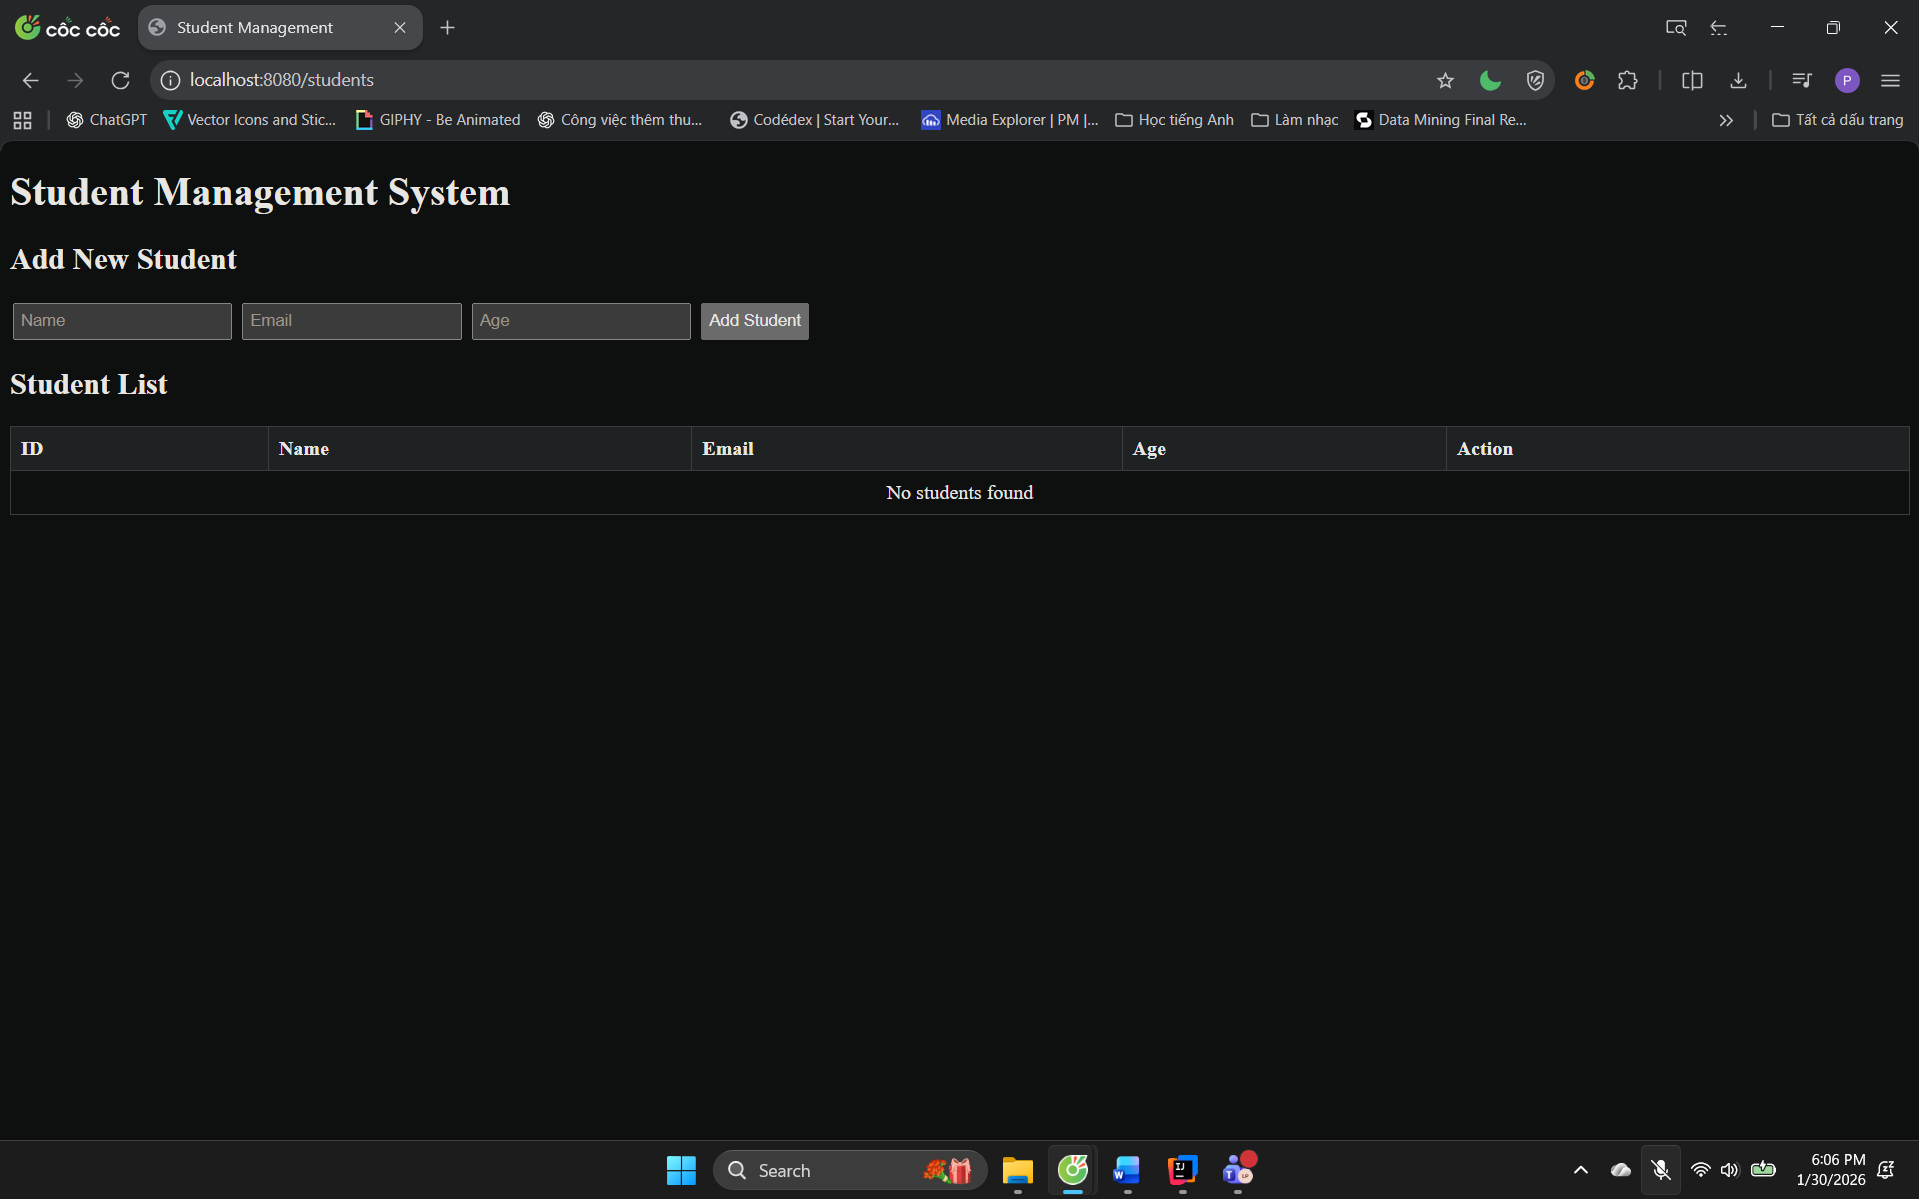 cốc cốc
Student Management
localhost:8080/students
P
ChatGPT
Vector Icons and Stic...
GIPHY - Be Animated
Công việc thêm thu...
Codédex | Start Your...
Media Explorer | PM |...
Học tiếng Anh
Làm nhạc
Data Mining Final Re...
Tất cả dấu trang
Student Management System
Add New Student
Name Email Age Add Student
Student List
ID Name Email Age Action
No students found
Search
6:06 PM
1/30/2026